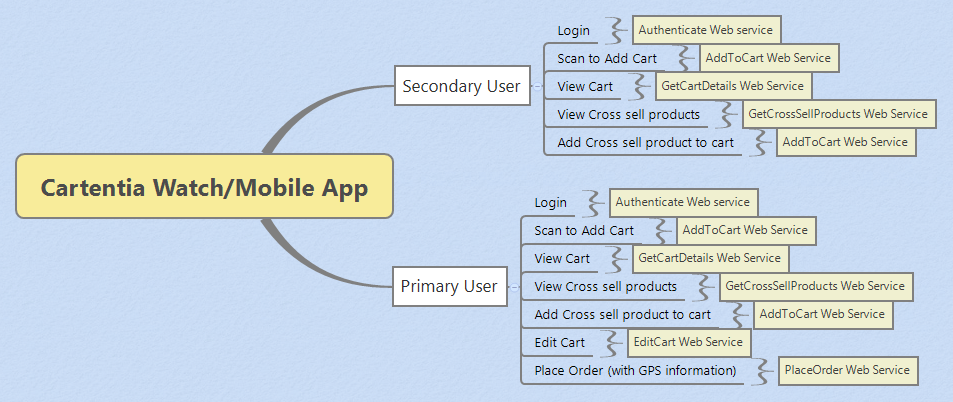 Cartentia Watch/Mobile App
Secondary User
Login
Authenticate Web service
Scan to Add Cart
AddToCart Web Service
View Cart
GetCartDetails Web Service
View Cross sell products
GetCrossSellProducts Web Service
Add Cross sell product to cart
AddToCart Web Service
Primary User
Login
Authenticate Web service
Scan to Add Cart
AddToCart Web Service
View Cart
GetCartDetails Web Service
View Cross sell products
GetCrossSellProducts Web Service
Add Cross sell product to cart
AddToCart Web Service
Edit Cart
EditCart Web Service
Place Order (with GPS information)
PlaceOrder Web Service